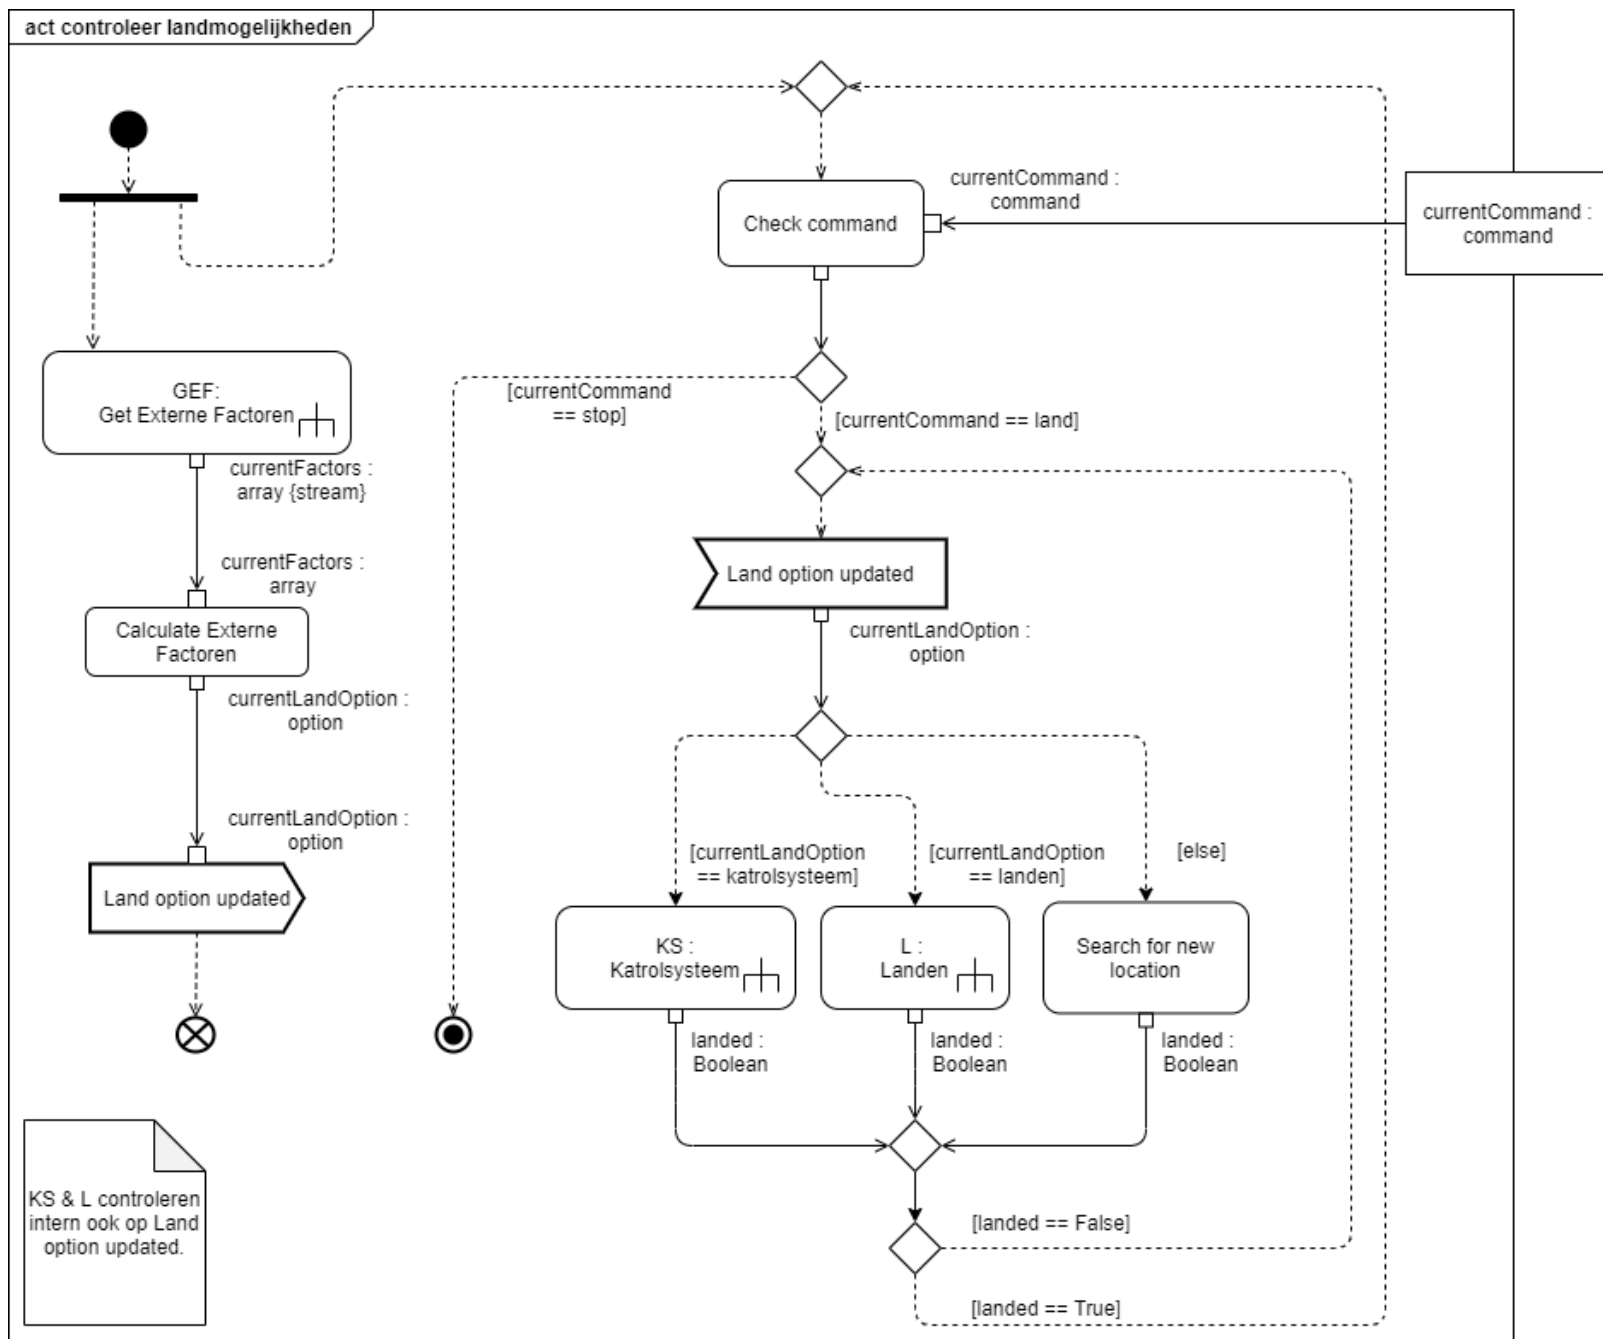 act controleer landmogelijkheden
currentCommand :
command
currentCommand :
command
Check command
GEF:
Get Externe Factoren
[currentCommand
== stop]
[currentCommand == land]
currentFactors :
array {stream}
currentFactors :
array
Land option updated
Calculate Externe
Factoren
currentLandOption :
option
currentLandOption :
option
currentLandOption :
option
Land option updated
[currentLandOption
== katrolsysteem]
[currentLandOption
== landen]
[else]
KS :
Katrolsysteem
L :
Landen
Search for new
location
landed :
Boolean
landed :
Boolean
landed :
Boolean
KS & L controleren
intern ook op Land
option updated.
[landed == False]
[landed == True]